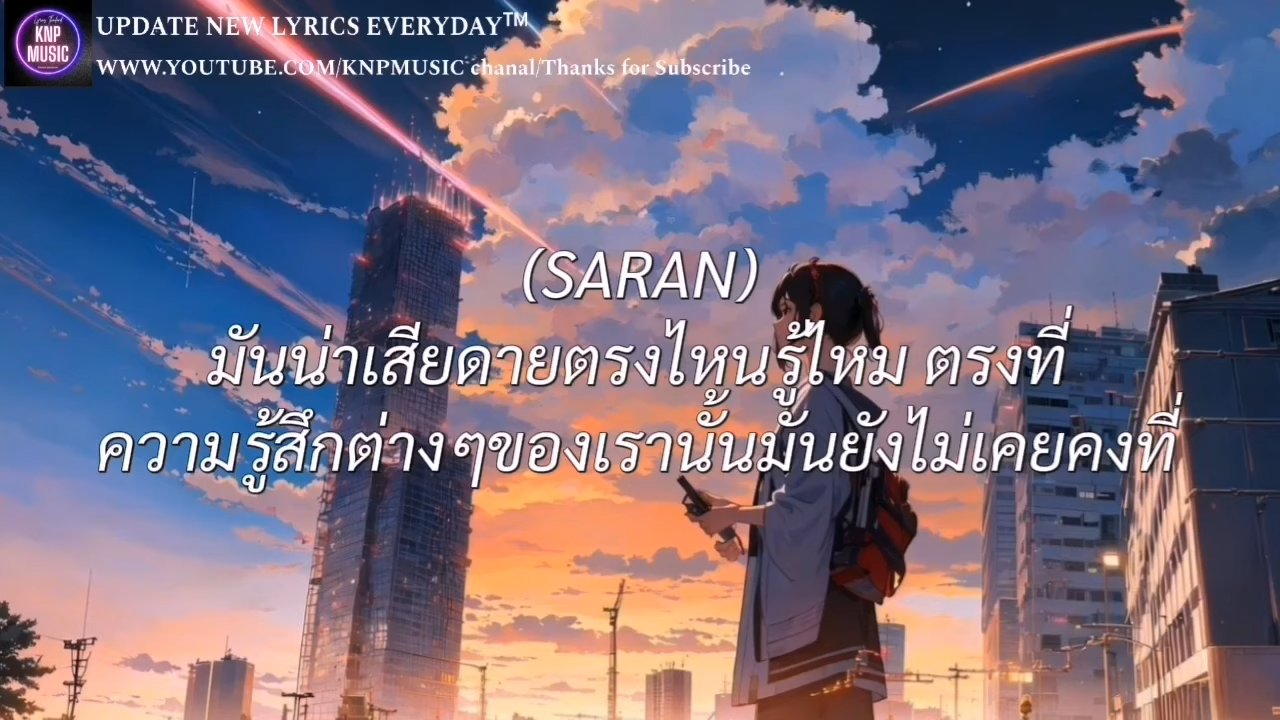 KNP
MUSIC
UPDATE NEW LYRICS EVERYDAY™
WWW.YOUTUBE.COM/KNPMUSIC chanal/Thanks for Subscribe
(SARAN)
มันน่าเสียดายตรงไหนรู้ไหม ตรงที่
ความรู้สึกต่างๆของเรานั้นมันยังไม่เคยคงที่